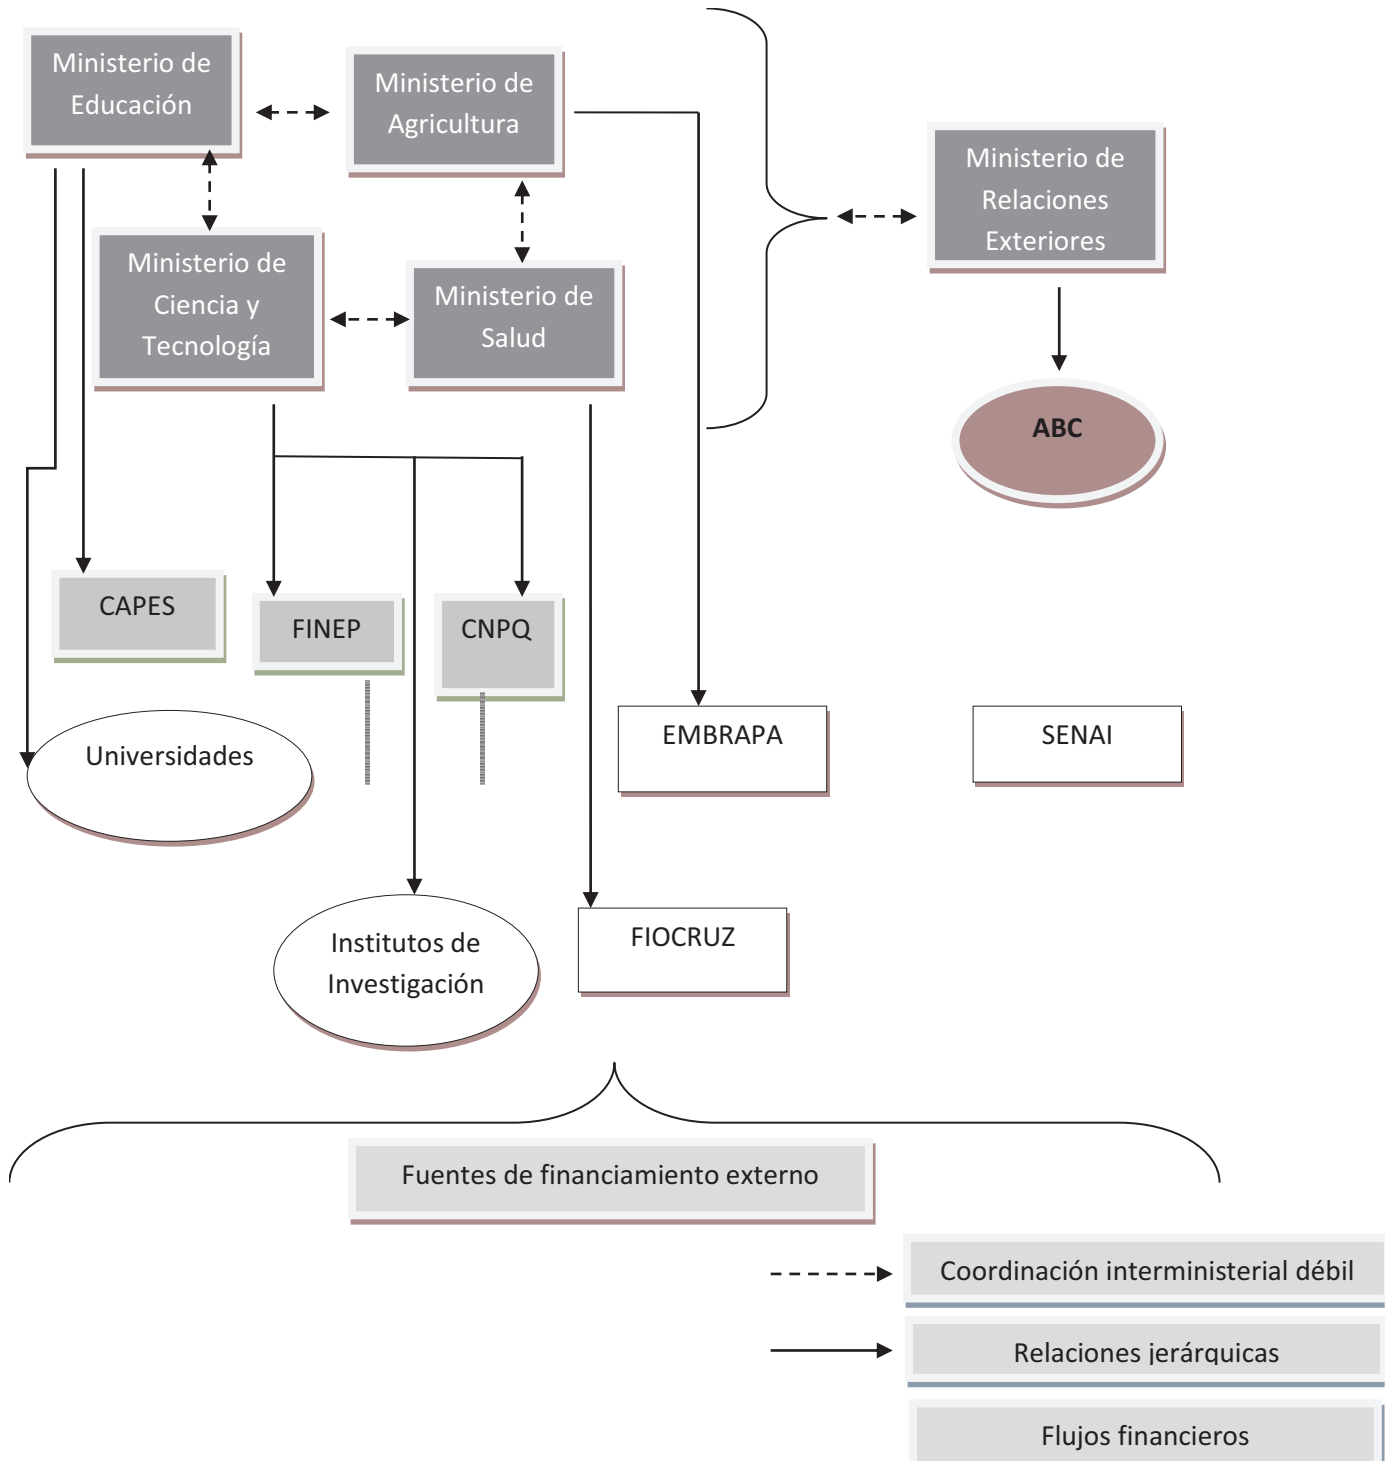 Ministerio de
Educación
Ministerio de
Agricultura
Ministerio de
Relaciones
Exteriores
Ministerio de
Ciencia y
Tecnología
Ministerio de
Salud
ABC
CAPES
FINEP
CNPQ
EMBRAPA
SENAI
Universidades
Institutos de
Investigación
FIOCRUZ
Fuentes de financiamiento externo
Coordinación interministerial débil
Relaciones jerárquicas
Flujos financieros